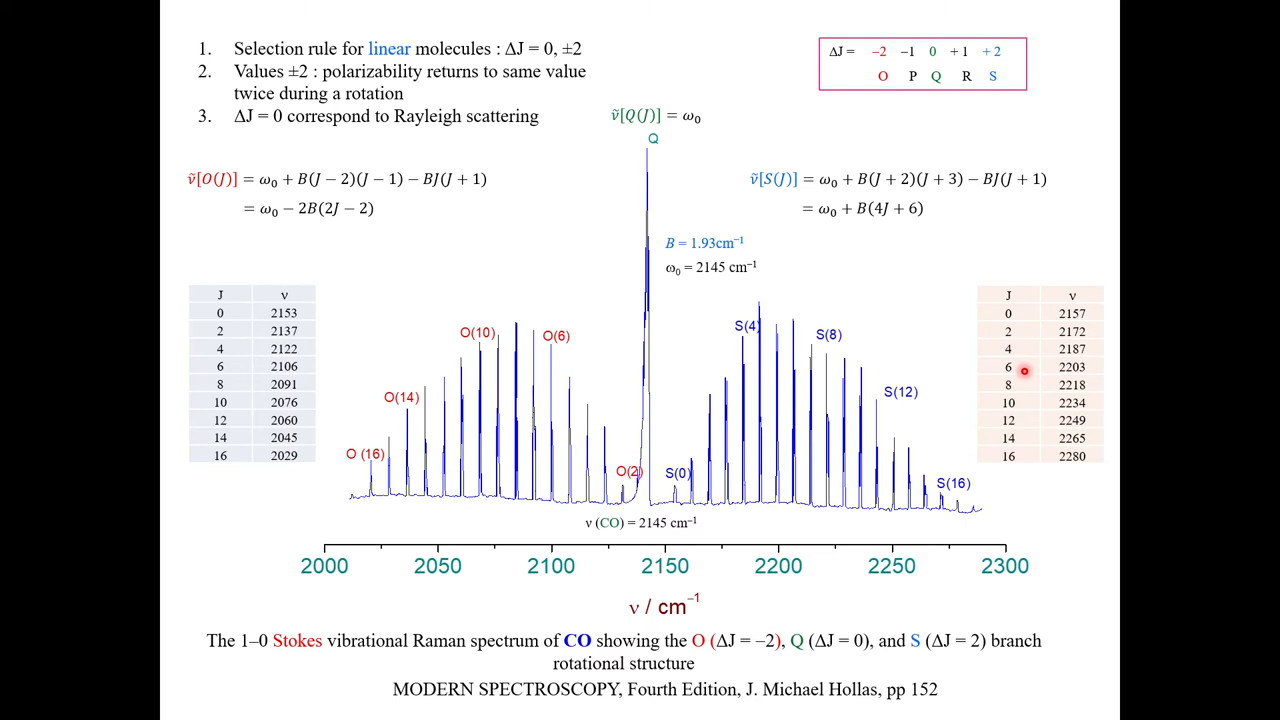 1. Selection rule for linear molecules : ΔJ = 0, ±2
2. Values ±2 : polarizability returns to same value
twice during a rotation
3. ΔJ = 0 correspond to Rayleigh scattering
ΔJ = −2 −1 0 +1 +2
O P Q R S
ṽ[Q(J)] = ω₀
Q
ṽ[O(J)] = ω₀ + B(J − 2)(J − 1) − BJ(J + 1)
= ω₀ − 2B(2J − 2)
ṽ[S(J)] = ω₀ + B(J + 2)(J + 3) − BJ(J + 1)
= ω₀ + B(4J + 6)
B = 1.93cm⁻¹
ω₀ = 2145 cm⁻¹
J ν
0 2153
2 2137
4 2122
6 2106
8 2091
10 2076
12 2060
14 2045
16 2029
O (16)
O(14)
O(10)
O(6)
O(2)
S(0)
S(4)
S(8)
S(12)
S(16)
J ν
0 2157
2 2172
4 2187
6 2203
8 2218
10 2234
12 2249
14 2265
16 2280
ν (CO) = 2145 cm⁻¹
2000 2050 2100 2150 2200 2250 2300
ν / cm⁻¹
The 1–0 Stokes vibrational Raman spectrum of CO showing the O (ΔJ = –2), Q (ΔJ = 0), and S (ΔJ = 2) branch
rotational structure
MODERN SPECTROSCOPY, Fourth Edition, J. Michael Hollas, pp 152